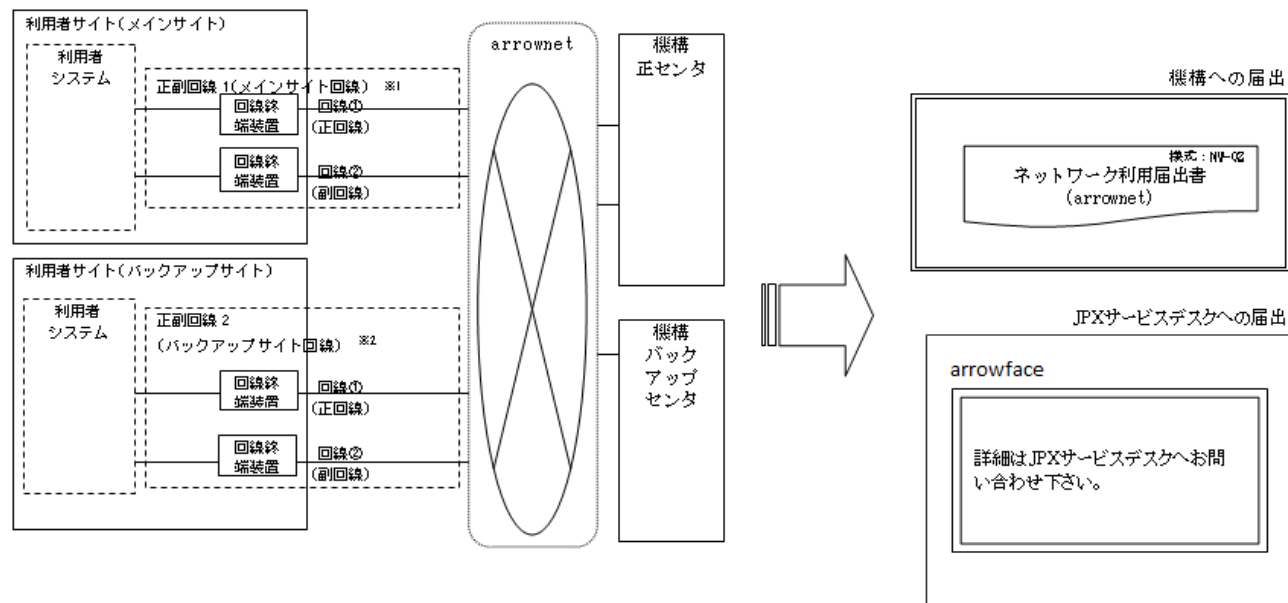 利用者サイト(メインサイト)
利用者
システム
正副回線 1(メインサイト回線) ※1
回線終
端装置
回線①
(正回線)
回線終
端装置
回線②
(副回線)
利用者サイト(バックアップサイト)
利用者
システム
正副回線 2
(バックアップサイト回線) ※2
回線終
端装置
回線①
(正回線)
回線終
端装置
回線②
(副回線)
arrownet
機構
正センタ
機構
バック
アップ
センタ
機構への届出
様式:NW-02
ネットワーク利用届出書
(arrownet)
JPXサービスデスクへの届出
arrowface
詳細はJPXサービスデスクへお問
い合わせ下さい。